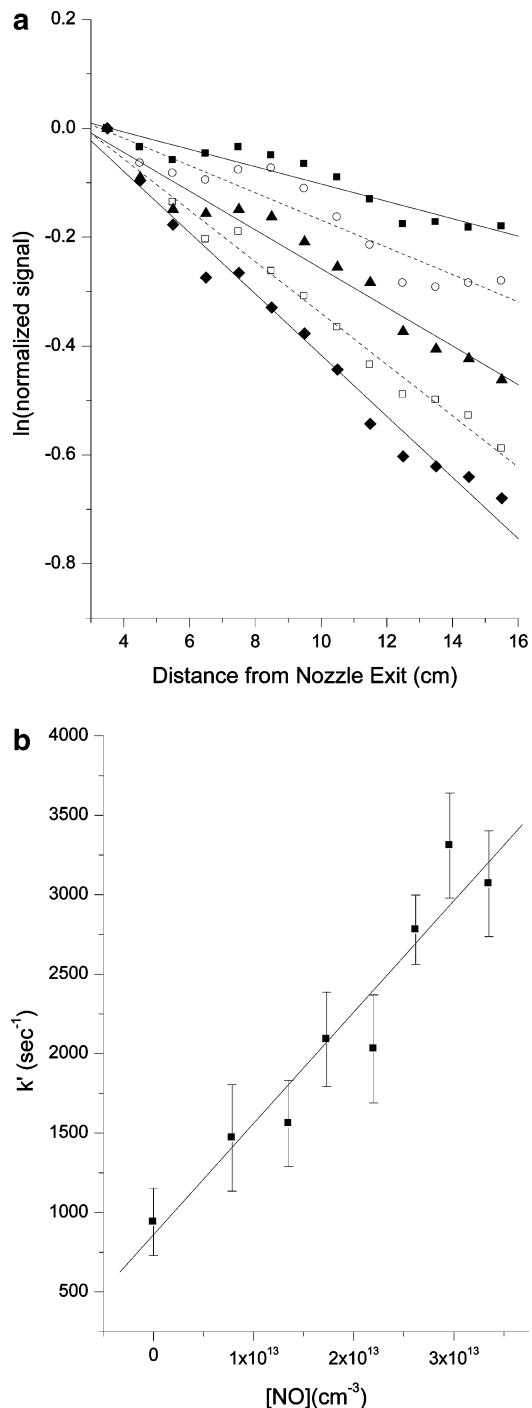 a
0.2
0.0
-0.2
-0.4
-0.6
-0.8
ln(normalized signal)
4 6 8 10 12 14 16
Distance from Nozzle Exit (cm)
b
4000
3500
3000
2500
2000
1500
1000
500
k' (sec⁻¹)
0 1x10¹³ 2x10¹³ 3x10¹³
[NO](cm⁻³)